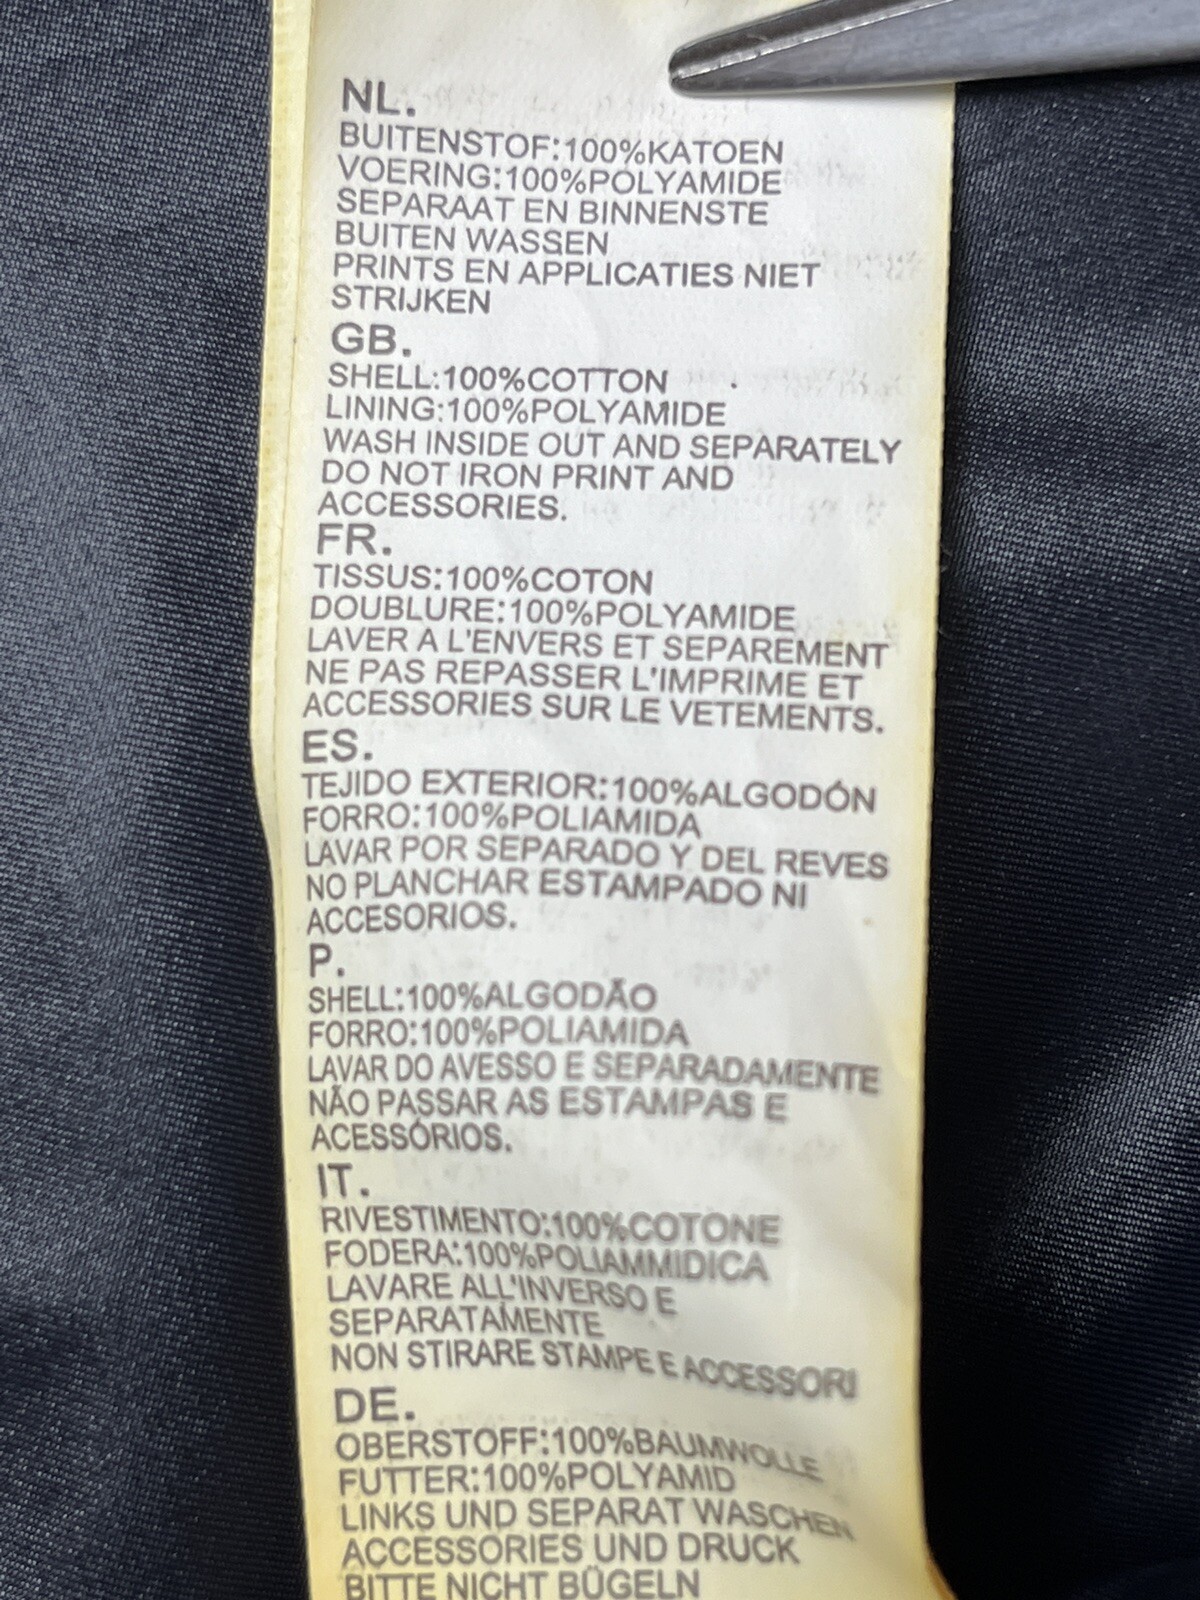 NL.
BUITENSTOF:100%KATOEN
VOERING:100%POLYAMIDE
SEPARAAT EN BINNENSTE
BUITEN WASSEN
PRINTS EN APPLICATIES NIET
STRIJKEN
GB.
SHELL:100%COTTON
LINING:100%POLYAMIDE
WASH INSIDE OUT AND SEPARATELY
DO NOT IRON PRINT AND
ACCESSORIES.
FR.
TISSUS:100%COTON
DOUBLURE:100%POLYAMIDE
LAVER A L'ENVERS ET SEPAREMENT
NE PAS REPASSER L'IMPRIME ET
ACCESSORIES SUR LE VETEMENTS.
ES.
TEJIDO EXTERIOR:100%ALGODÓN
FORRO:100%POLIAMIDA
LAVAR POR SEPARADO Y DEL REVES
NO PLANCHAR ESTAMPADO NI
ACCESORIOS.
P.
SHELL:100%ALGODÃO
FORRO:100%POLIAMIDA
LAVAR DO AVESSO E SEPARADAMENTE
NÃO PASSAR AS ESTAMPAS E
ACESSÓRIOS.
IT.
RIVESTIMENTO:100%COTONE
FODERA:100%POLIAMMIDICA
LAVARE ALL'INVERSO E
SEPARATAMENTE
NON STIRARE STAMPE E ACCESSORI
DE.
OBERSTOFF:100%BAUMWOLLE
FUTTER:100%POLYAMID
LINKS UND SEPARAT WASCHEN
ACCESSORIES UND DRUCK
BITTE NICHT BÜGELN